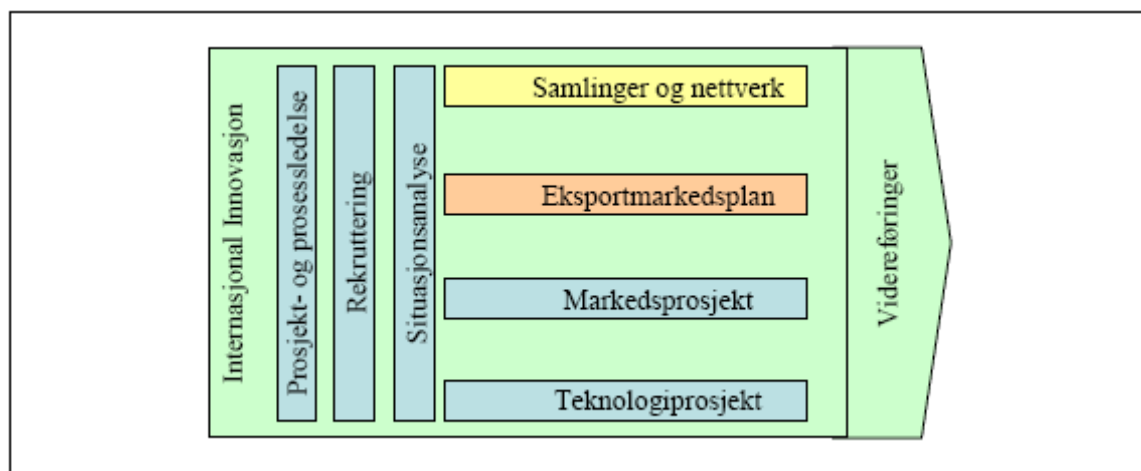 Internasjonal Innovasjon
Prosjekt- og prosessledelse
Rekruttering
Situasjonsanalyse
Samlinger og nettverk
Eksportmarkedsplan
Markedsprosjekt
Teknologiprosjekt
Videreføringer